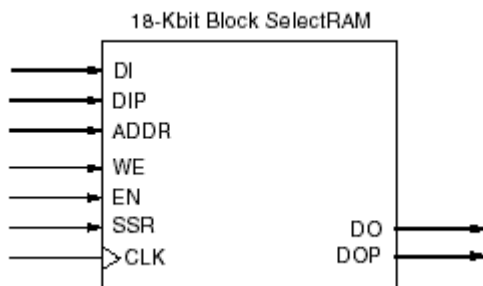 18-Kbit Block SelectRAM
DI
DIP
ADDR
WE
EN
SSR
CLK
DO
DOP